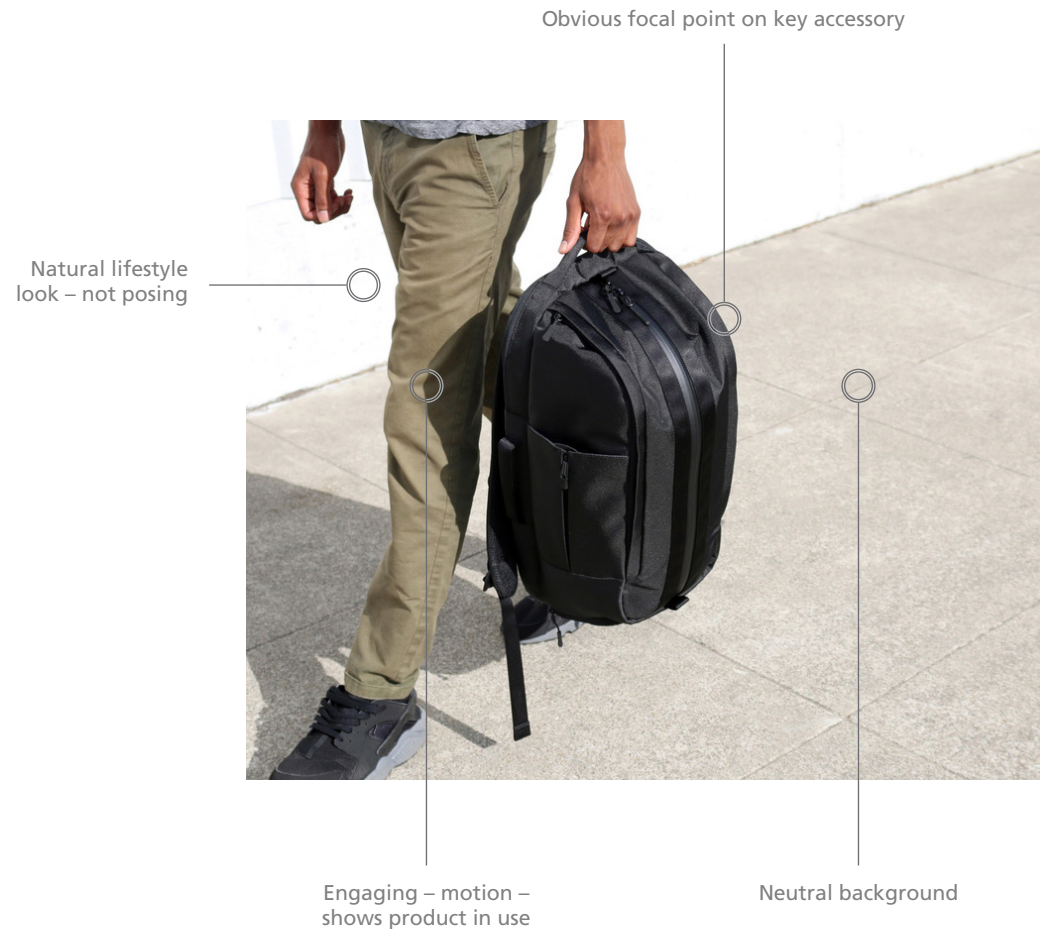 Obvious focal point on key accessory
Natural lifestyle
look – not posing
Engaging – motion –
shows product in use
Neutral background